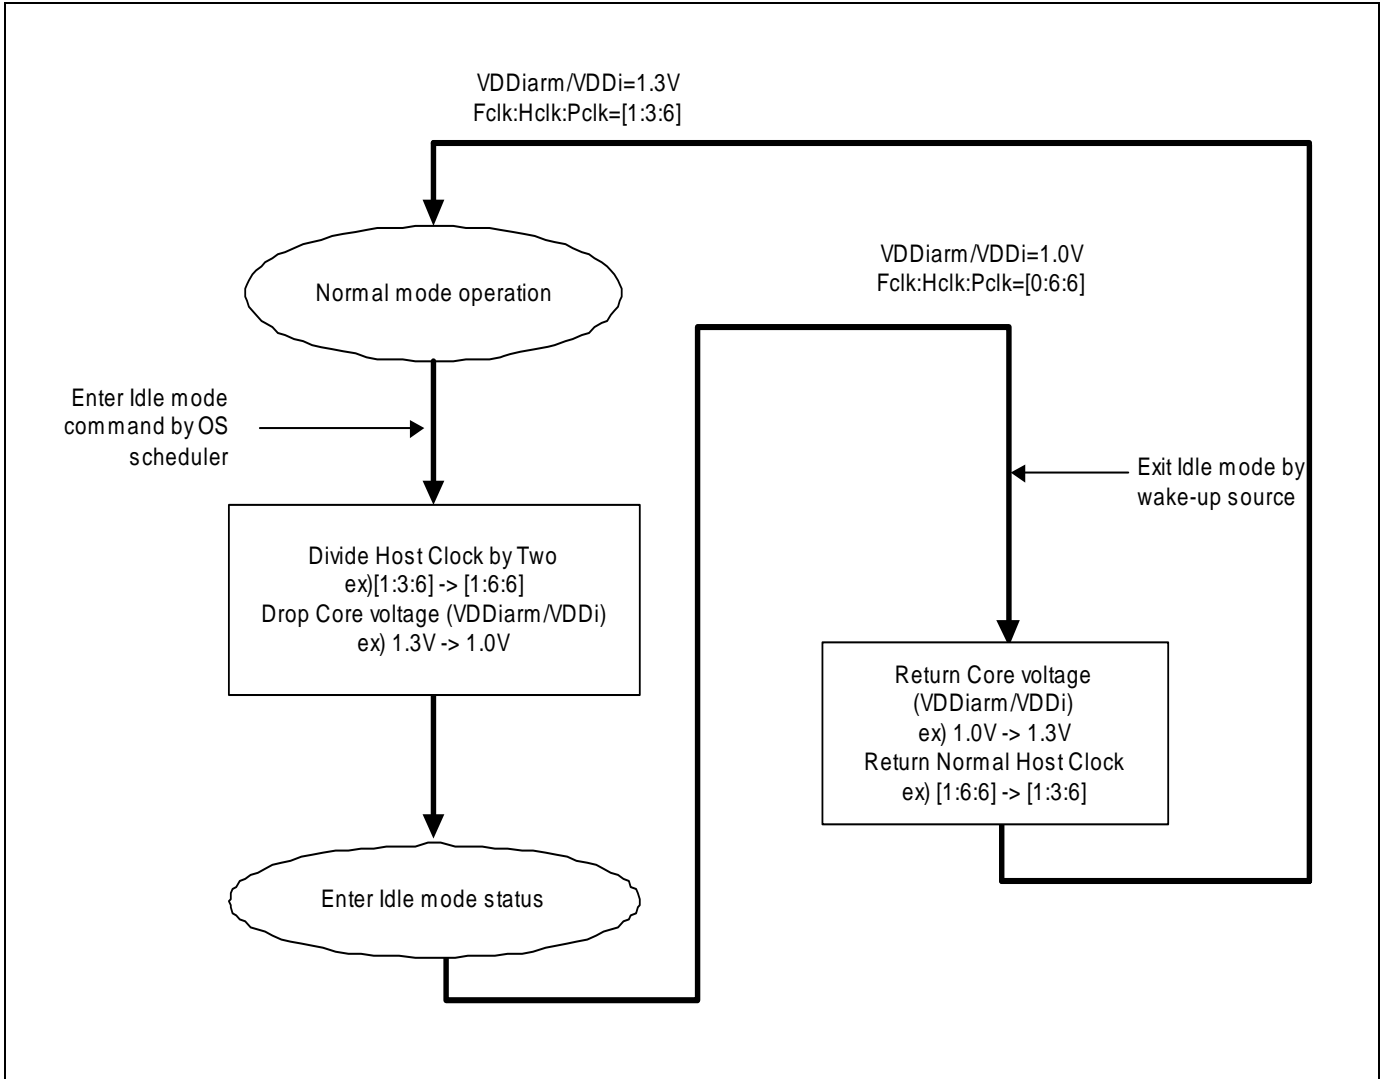 VDDiarm/VDDi=1.3V
Fclk:Hclk:Pclk=[1:3:6]
Normal mode operation
VDDiarm/VDDi=1.0V
Fclk:Hclk:Pclk=[0:6:6]
Enter Idle mode
command by OS
scheduler
Exit Idle mode by
wake-up source
Divide Host Clock by Two
ex)[1:3:6] -> [1:6:6]
Drop Core voltage (VDDiarm/VDDi)
ex) 1.3V -> 1.0V
Return Core voltage
(VDDiarm/VDDi)
ex) 1.0V -> 1.3V
Return Normal Host Clock
ex) [1:6:6] -> [1:3:6]
Enter Idle mode status